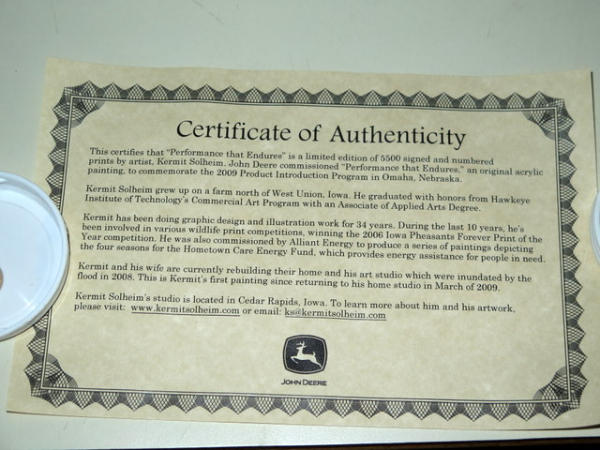 Certificate of Authenticity
This certifies that "Performance that Endures" is a limited edition of 5500 signed and numbered
prints by artist, Kermit Solheim. John Deere commissioned "Performance that Endures," an original acrylic
painting, to commemorate the 2009 Product Introduction Program in Omaha, Nebraska.
Kermit Solheim grew up on a farm north of West Union, Iowa. He graduated with honors from Hawkeye
Institute of Technology's Commercial Art Program with an Associate of Applied Arts Degree.
Kermit has been doing graphic design and illustration work for 34 years. During the last 10 years, he's
been involved in various wildlife print competitions, winning the 2006 Iowa Pheasants Forever Print of the
Year competition. He was also commissioned by Alliant Energy to produce a series of paintings depicting
the four seasons for the Hometown Care Energy Fund, which provides energy assistance for people in need.
Kermit and his wife are currently rebuilding their home and his art studio which were inundated by the
flood in 2008. This is Kermit's first painting since returning to his home studio in March of 2009.
Kermit Solheim's studio is located in Cedar Rapids, Iowa. To learn more about him and his artwork,
please visit: www.kermitsolheim.com or email: ks@kermitsolheim.com
JOHN DEERE